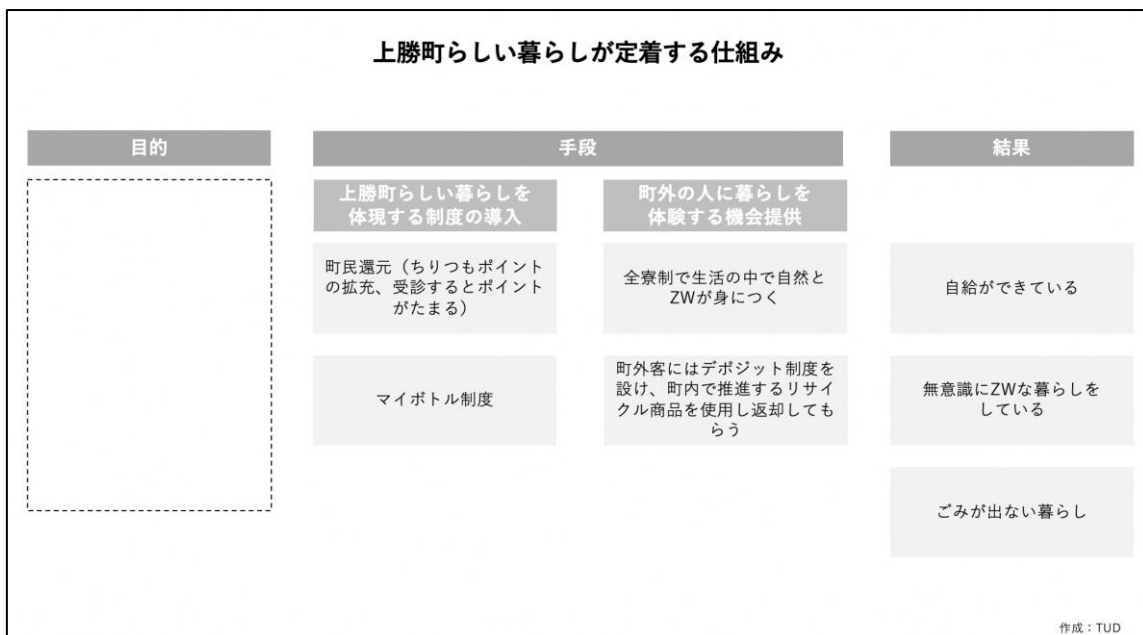 上勝町らしい暮らしが定着する仕組み
目的
手段
結果
上勝町らしい暮らしを
体現する制度の導入
町外の人に暮らしを
体験する機会提供
町民還元（ちりつもポイント
の拡充、受診するとポイント
がたまる）
全寮制で生活の中で自然と
ZWが身につく
自給ができている
マイボトル制度
町外客にはデポジット制度を
設け、町内で推進するリサイ
クル商品を使用し返却しても
らう
無意識にZWな暮らしを
している
ごみが出ない暮らし
作成：TUD